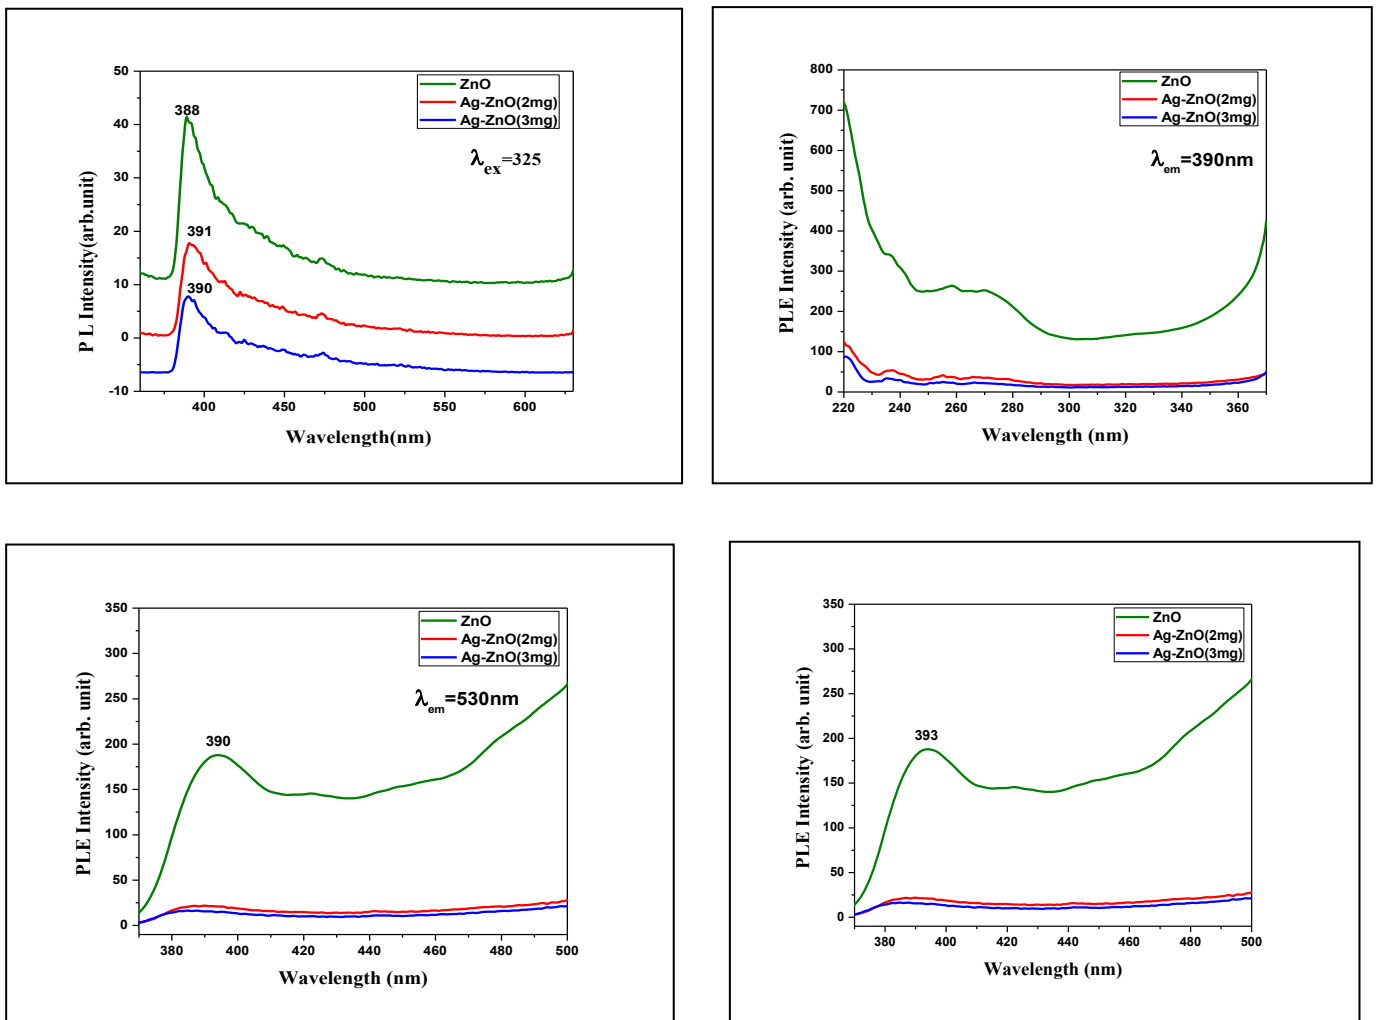 50
40
30
20
10
0
-10
P L Intensity(arb.unit)
388
391
390
ZnO
Ag-ZnO(2mg)
Ag-ZnO(3mg)
λex=325
400 450 500 550 600
Wavelength(nm)
800
700
600
500
400
300
200
100
0
PLE Intensity (arb. unit)
ZnO
Ag-ZnO(2mg)
Ag-ZnO(3mg)
λem=390nm
220 240 260 280 300 320 340 360
Wavelength (nm)
350
300
250
200
150
100
50
0
PLE Intensity (arb. unit)
390
ZnO
Ag-ZnO(2mg)
Ag-ZnO(3mg)
λem=530nm
380 400 420 440 460 480 500
Wavelength (nm)
350
300
250
200
150
100
50
0
PLE Intensity (arb. unit)
393
ZnO
Ag-ZnO(2mg)
Ag-ZnO(3mg)
380 400 420 440 460 480 500
Wavelength (nm)